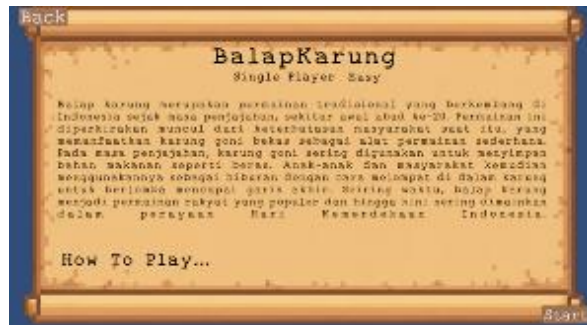 Back
BalapKarung
Single Player Easy
Balap karung merupakan permainan tradisional yang berkembang di
Indonesia sejak masa penjajahan, sekitar awal abad ke-20. Permainan ini
diperkirakan muncul dari keterbatasan masyarakat saat itu, yang
memanfaatkan karung goni bekas sebagai alat permainan sederhana.
Pada masa penjajahan, karung goni sering digunakan untuk menyimpan
bahan makanan seperti beras. Anak-anak dan masyarakat kemudian
menggunakannya sebagai hiburan dengan cara melompat di dalam karung
untuk berlomba mencapai garis akhir. Seiring waktu, balap karung
menjadi permainan rakyat yang populer dan hingga kini sering dimainkan
dalam perayaan Hari Kemerdekaan Indonesia.
How To Play...
Start